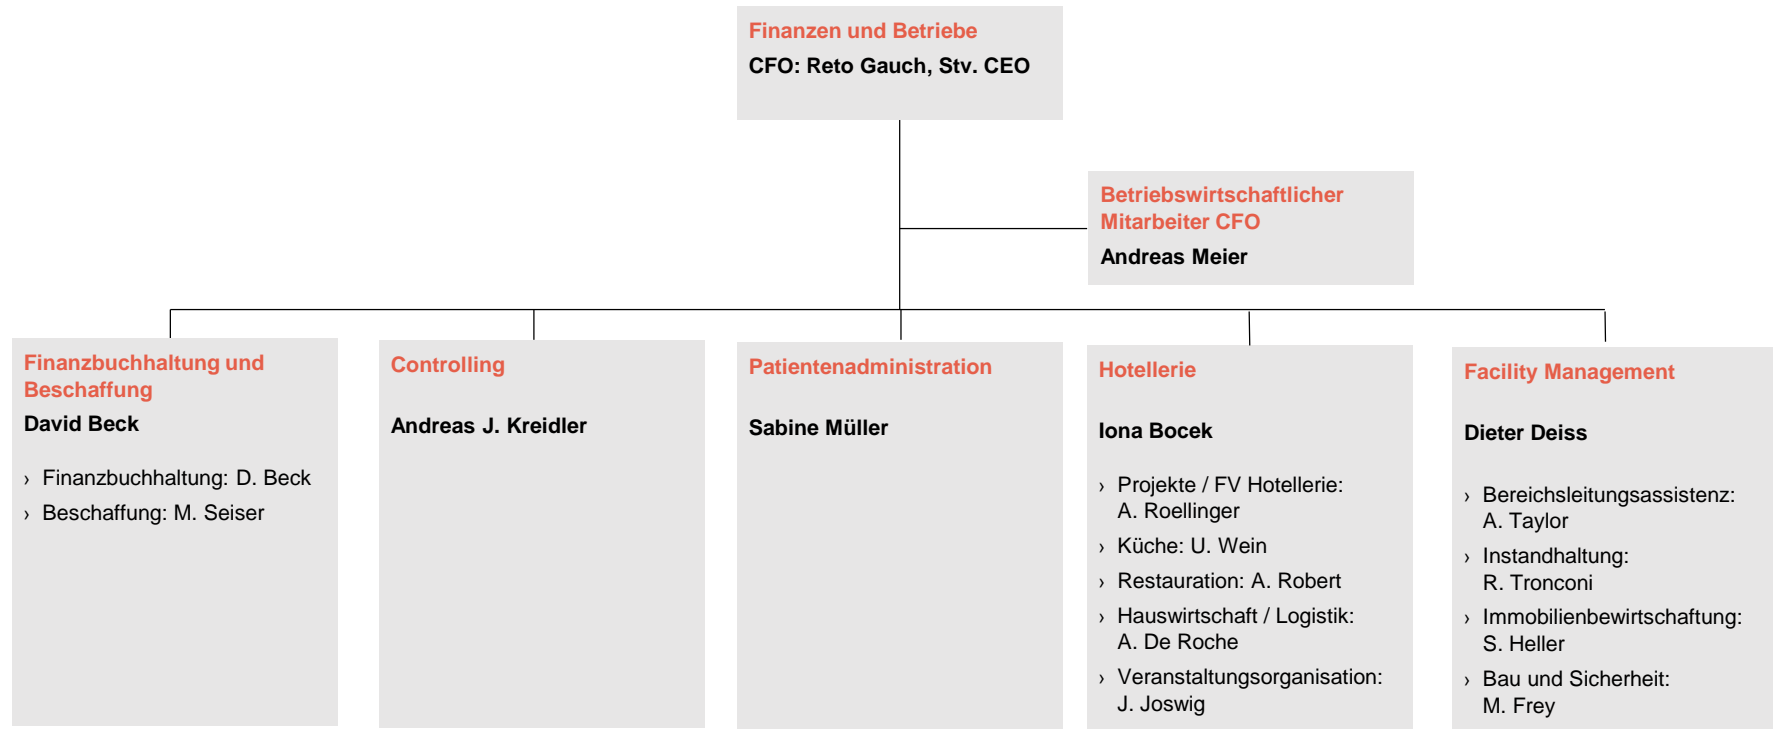 Finanzen und Betriebe
CFO: Reto Gauch, Stv. CEO
Betriebswirtschaftlicher
Mitarbeiter CFO
Andreas Meier
Finanzbuchhaltung und
Beschaffung
David Beck
› Finanzbuchhaltung: D. Beck
› Beschaffung: M. Seiser
Controlling
Andreas J. Kreidler
Patientenadministration
Sabine Müller
Hotellerie
Iona Bocek
› Projekte / FV Hotellerie:
A. Roellinger
› Küche: U. Wein
› Restauration: A. Robert
› Hauswirtschaft / Logistik:
A. De Roche
› Veranstaltungsorganisation:
J. Joswig
Facility Management
Dieter Deiss
› Bereichsleitungsassistenz:
A. Taylor
› Instandhaltung:
R. Tronconi
› Immobilienbewirtschaftung:
S. Heller
› Bau und Sicherheit:
M. Frey